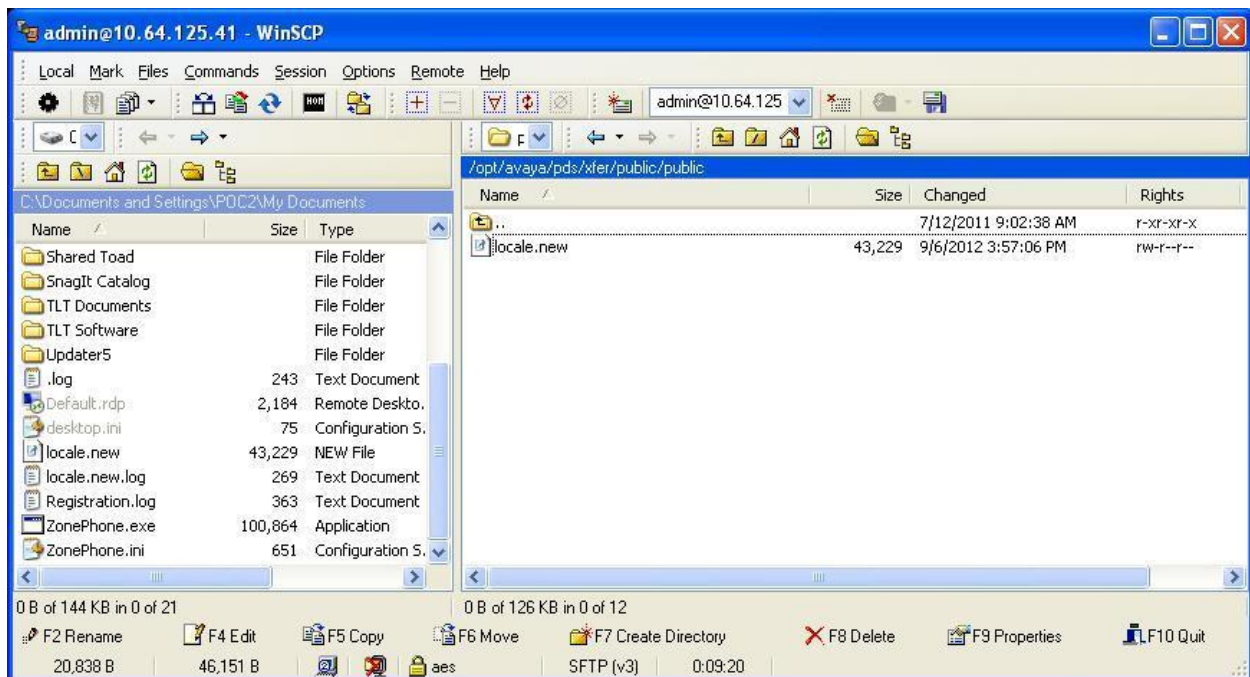 admin@10.64.125.41 - WinSCP
Local Mark Files Commands Session Options Remote Help
admin@10.64.125
C:\Documents and Settings\POC2\My Documents
Name Size Type
Shared Toad File Folder
SnagIt Catalog File Folder
TLT Documents File Folder
TLT Software File Folder
Updater5 File Folder
.log 243 Text Document
Default.rdp 2,184 Remote Deskto.
desktop.ini 75 Configuration S.
locale.new 43,229 NEW File
locale.new.log 269 Text Document
Registration.log 363 Text Document
ZonePhone.exe 100,864 Application
ZonePhone.ini 651 Configuration S.
0 B of 144 KB in 0 of 21
/opt/avaya/pds/xfer/public/public
Name Size Changed Rights
.. 7/12/2011 9:02:38 AM r-xr-xr-x
locale.new 43,229 9/6/2012 3:57:06 PM rw-r--r--
0 B of 126 KB in 0 of 12
F2 Rename F4 Edit F5 Copy F6 Move F7 Create Directory F8 Delete F9 Properties F10 Quit
20,838 B 46,151 B aes SFTP (v3) 0:09:20